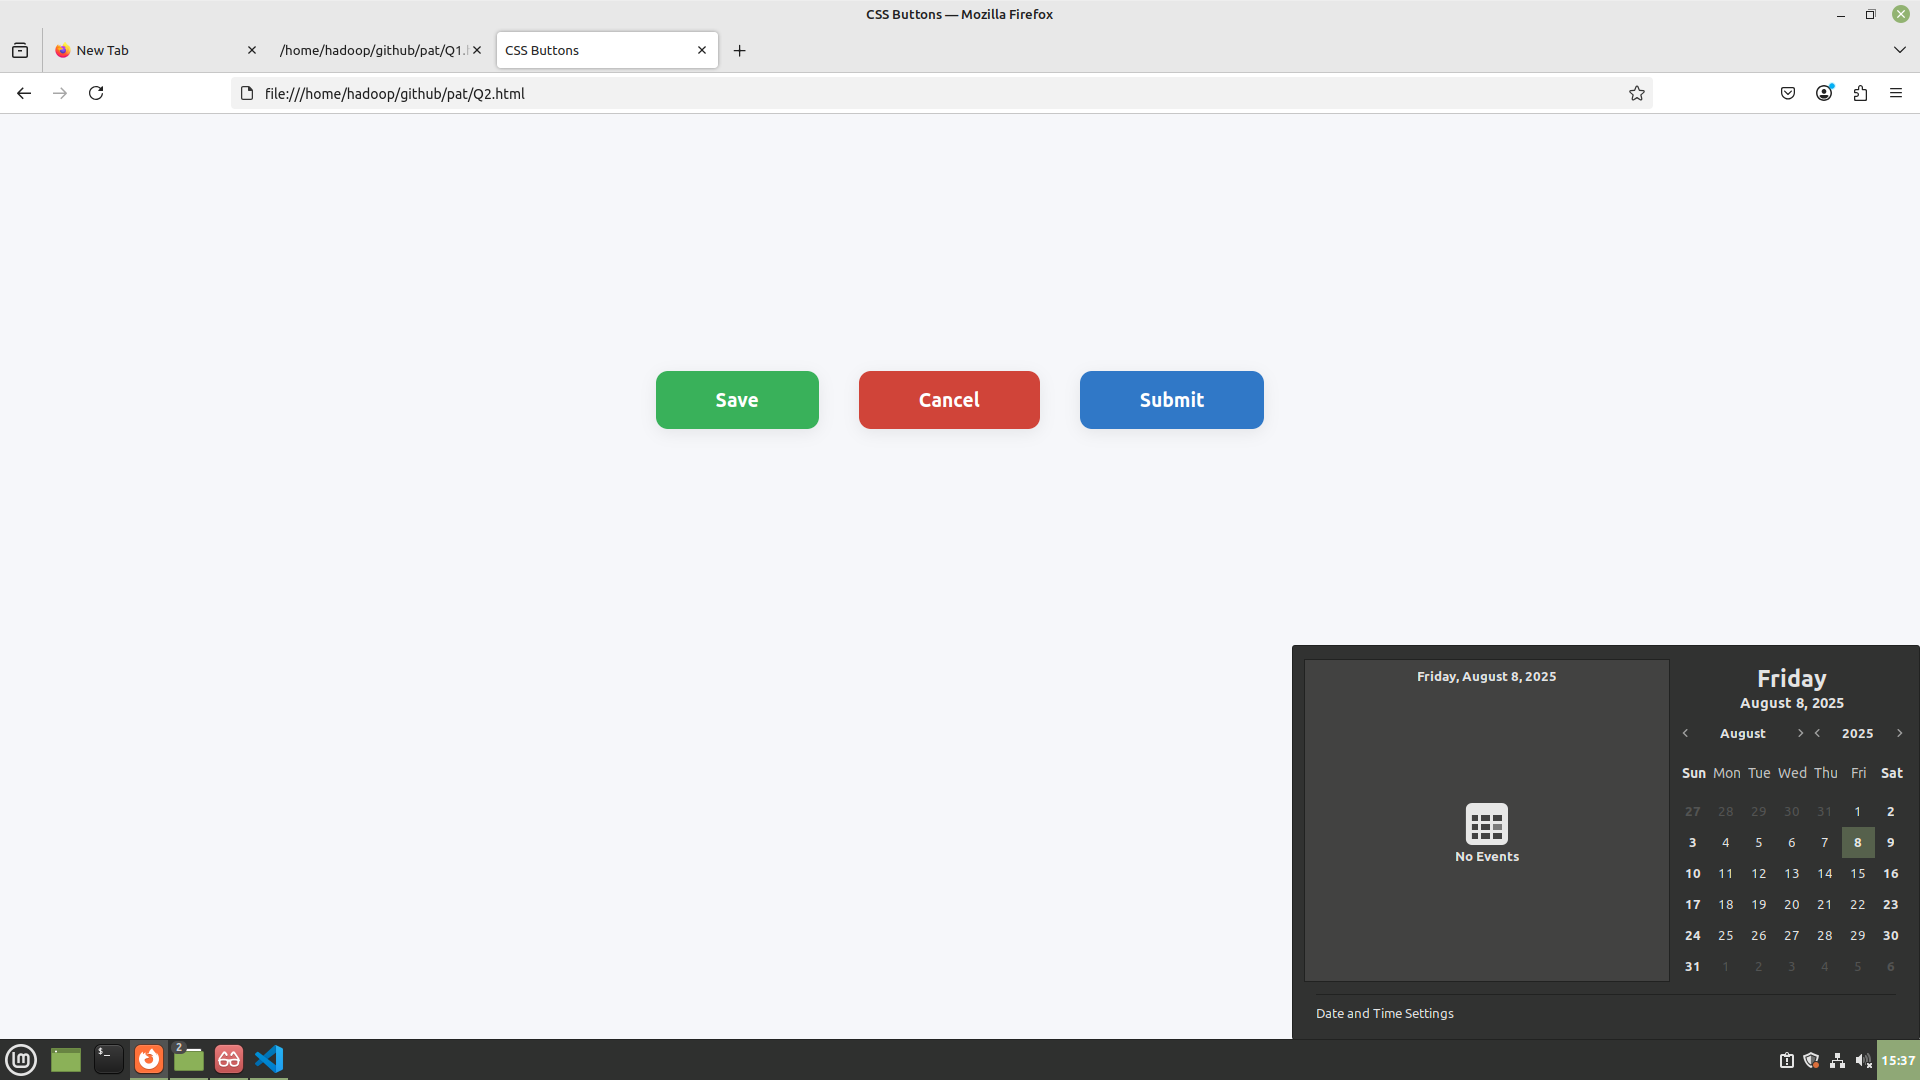 CSS Buttons — Mozilla Firefox
New Tab
/home/hadoop/github/pat/Q1.
CSS Buttons
file:///home/hadoop/github/pat/Q2.html
Save
Cancel
Submit
Friday, August 8, 2025
No Events
Friday
August 8, 2025
August 2025
Sun Mon Tue Wed Thu Fri Sat
27 28 29 30 31 1 2
3 4 5 6 7 8 9
10 11 12 13 14 15 16
17 18 19 20 21 22 23
24 25 26 27 28 29 30
31 1 2 3 4 5 6
Date and Time Settings
$_
2
lm
15:37